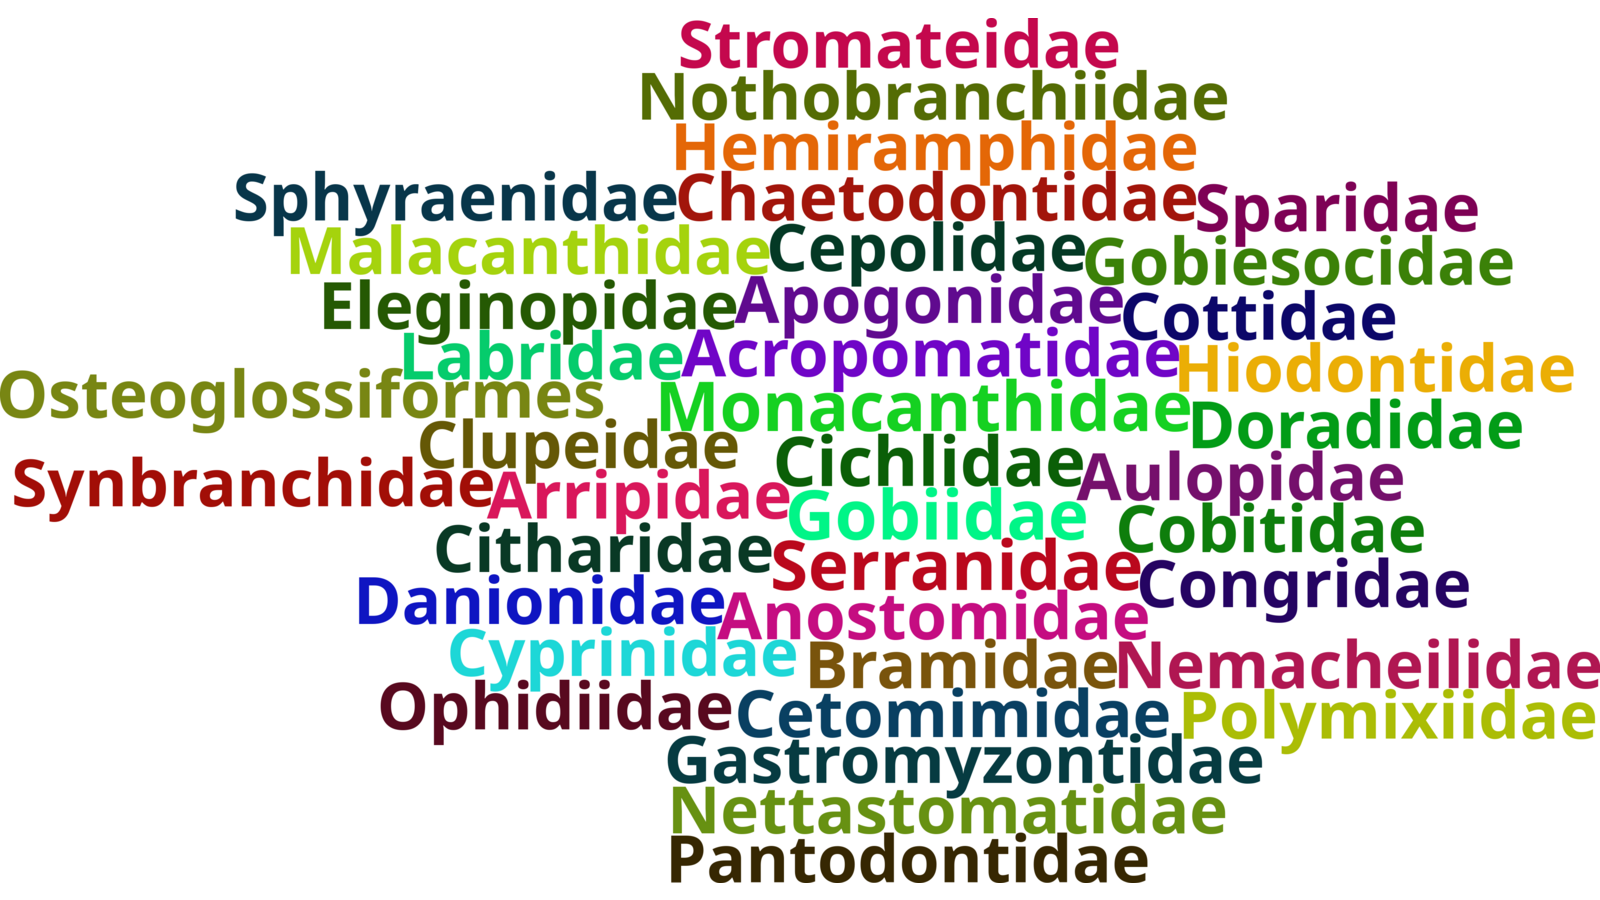 Stromateidae
Nothobranchiidae
Hemiramphidae
Sphyraenidae Chaetodontidae Sparidae
Malacanthidae Cepolidae Gobiesocidae
Eleginopidae Apogonidae Cottidae
Labridae Acropomatidae Hiodontidae
Osteoglossiformes Monacanthidae Doradidae
Clupeidae Cichlidae Aulopidae
Synbranchidae Arripidae Gobiidae Cobitidae
Citharidae Serranidae Congridae
Danionidae Anostomidae
Cyprinidae Bramidae Nemacheilidae
Ophidiidae Cetomimidae Polymixiidae
Gastromyzontidae
Nettastomatidae
Pantodontidae